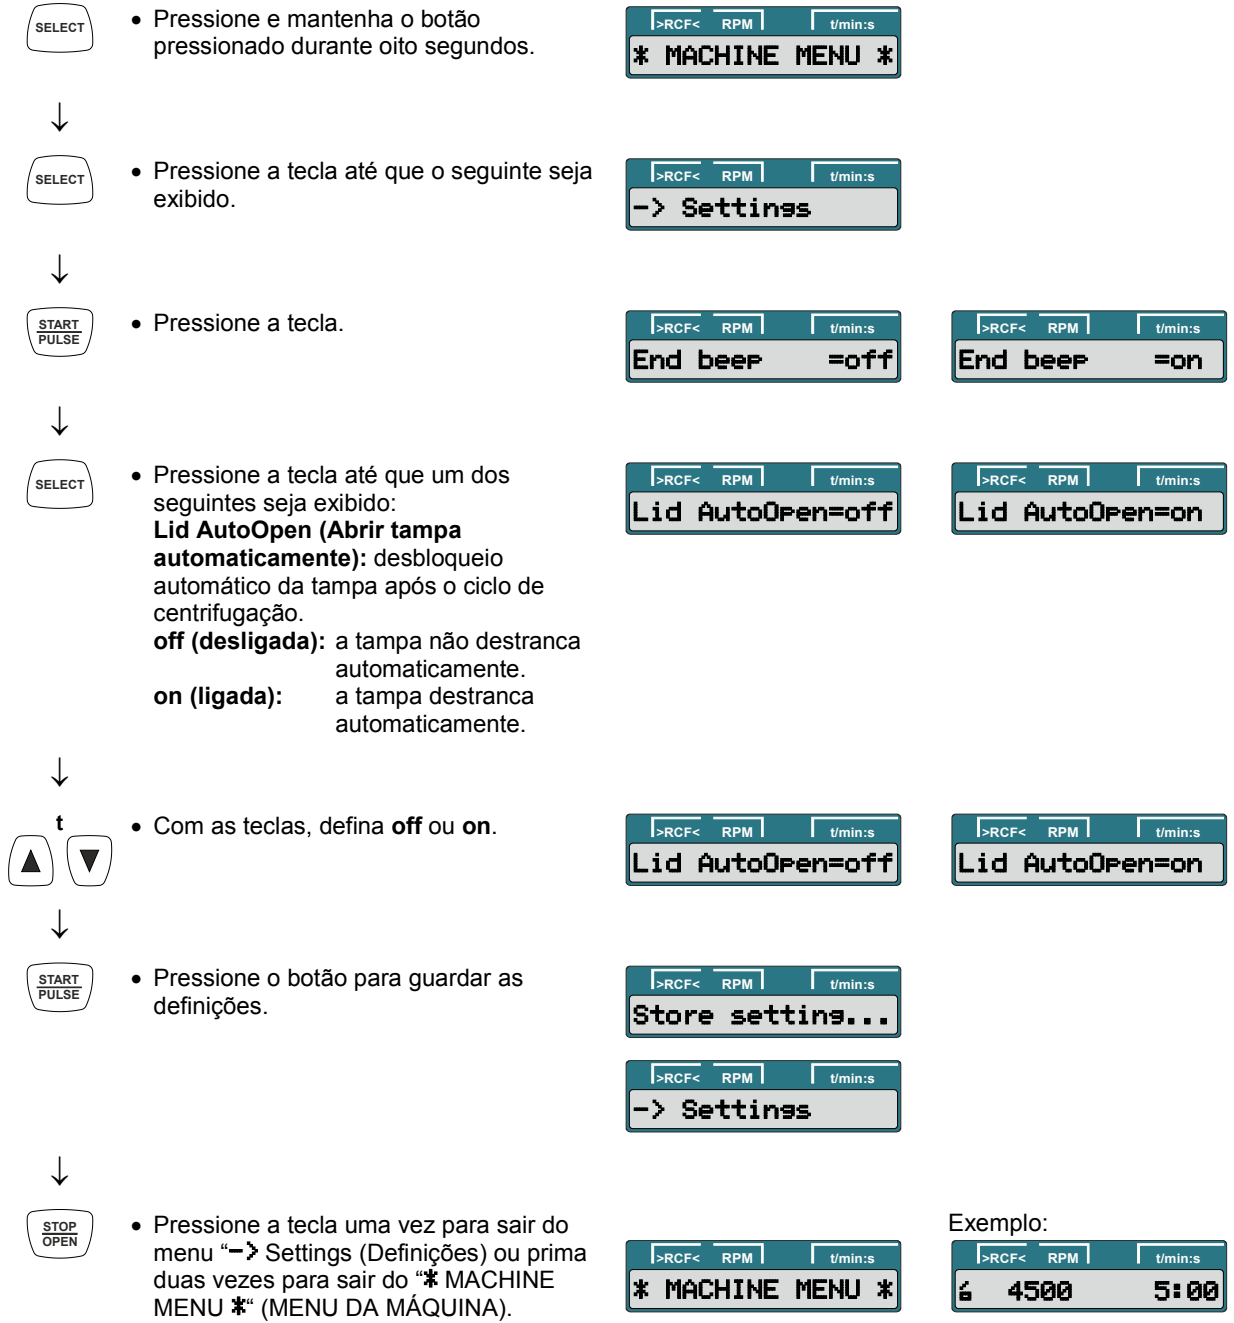 SELECT
• Pressione e mantenha o botão
pressionado durante oito segundos.
>RCF< RPM t/min:s
* MACHINE MENU *
↓
SELECT
• Pressione a tecla até que o seguinte seja
exibido.
>RCF< RPM t/min:s
-> Settings
↓
START
PULSE
• Pressione a tecla.
>RCF< RPM t/min:s
End beep =off
>RCF< RPM t/min:s
End beep =on
↓
SELECT
• Pressione a tecla até que um dos
seguintes seja exibido:
Lid AutoOpen (Abrir tampa
automaticamente): desbloqueio
automático da tampa após o ciclo de
centrifugação.
off (desligada): a tampa não destranca
automaticamente.
on (ligada): a tampa destranca
automaticamente.
>RCF< RPM t/min:s
Lid AutoOpen=off
>RCF< RPM t/min:s
Lid AutoOpen=on
↓
t
▲ ▼
• Com as teclas, defina off ou on.
>RCF< RPM t/min:s
Lid AutoOpen=off
>RCF< RPM t/min:s
Lid AutoOpen=on
↓
START
PULSE
• Pressione o botão para guardar as
definições.
>RCF< RPM t/min:s
Store setting...
>RCF< RPM t/min:s
-> Settings
↓
STOP
OPEN
• Pressione a tecla uma vez para sair do
menu “-> Settings (Definições) ou prima
duas vezes para sair do “* MACHINE
MENU *“ (MENU DA MÁQUINA).
>RCF< RPM t/min:s
* MACHINE MENU *
Exemplo:
>RCF< RPM t/min:s
4500 5:00